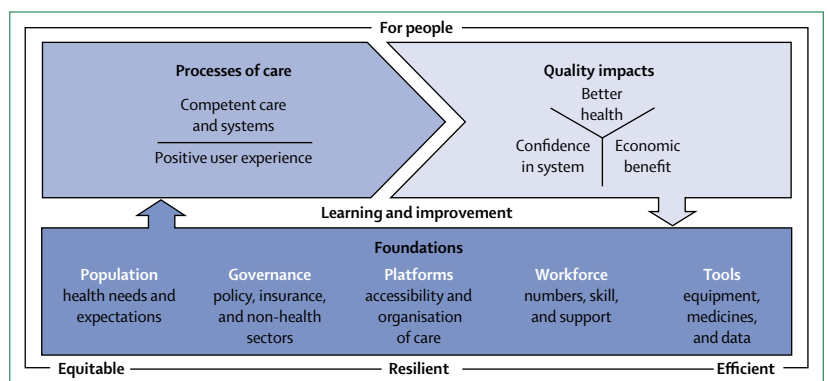 For people
Processes of care
Competent care
and systems
Positive user experience
Quality impacts
Better
health
Confidence
in system
Economic
benefit
Learning and improvement
Foundations
Population
health needs and
expectations
Governance
policy, insurance,
and non-health
sectors
Platforms
accessibility and
organisation
of care
Workforce
numbers, skill,
and support
Tools
equipment,
medicines,
and data
Equitable
Resilient
Efficient